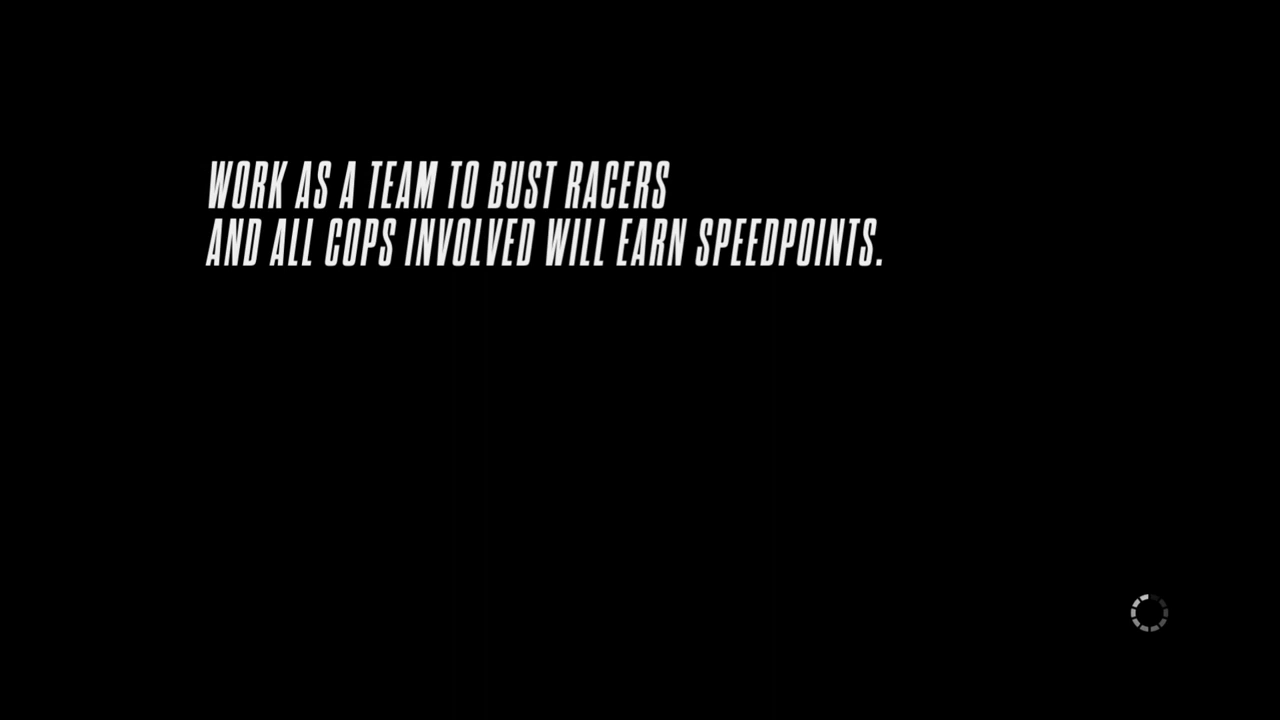 WORK AS A TEAM TO BUST RACERS
AND ALL COPS INVOLVED WILL EARN SPEEDPOINTS.